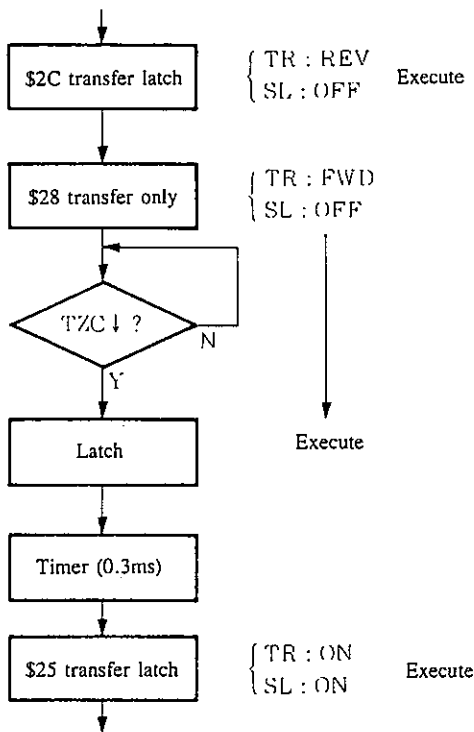 $2C transfer latch
{ TR : REV
SL : OFF
Execute
$28 transfer only
{ TR : FWD
SL : OFF
TZC↓ ?
N
Y
Latch
Execute
Timer (0.3ms)
$25 transfer latch
{ TR : ON
SL : ON
Execute